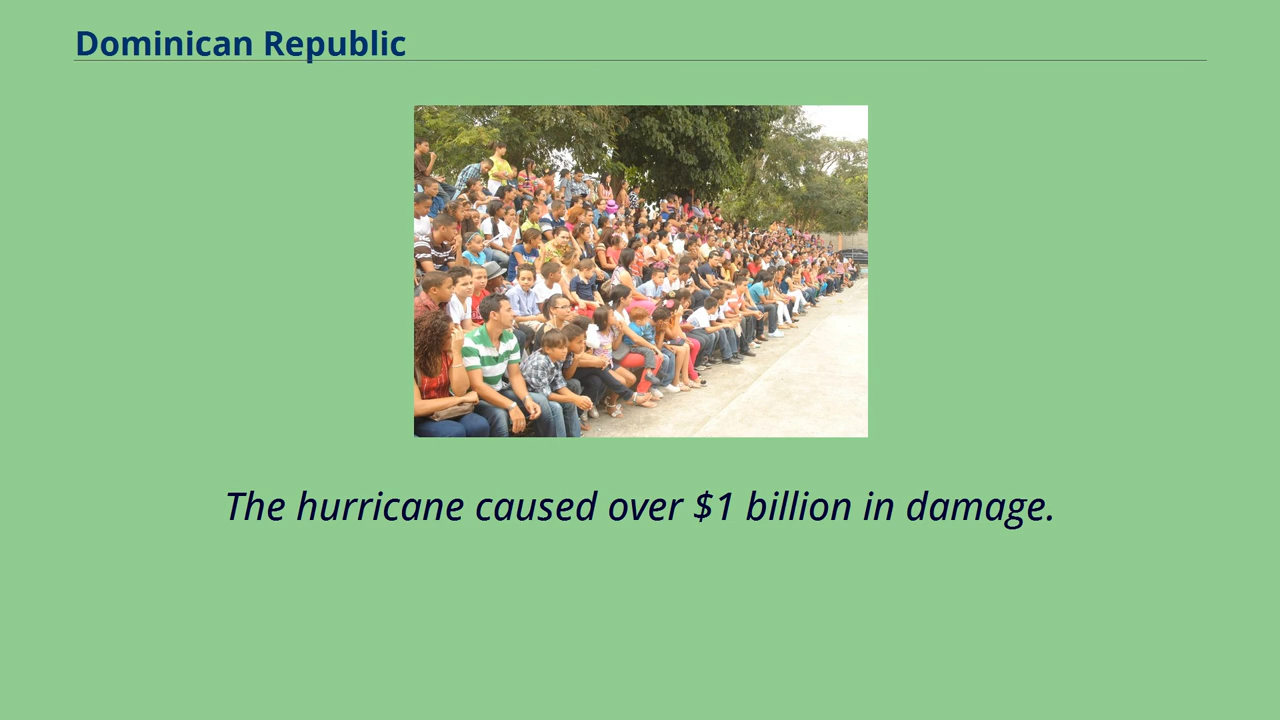 Dominican Republic
The hurricane caused over $1 billion in damage.